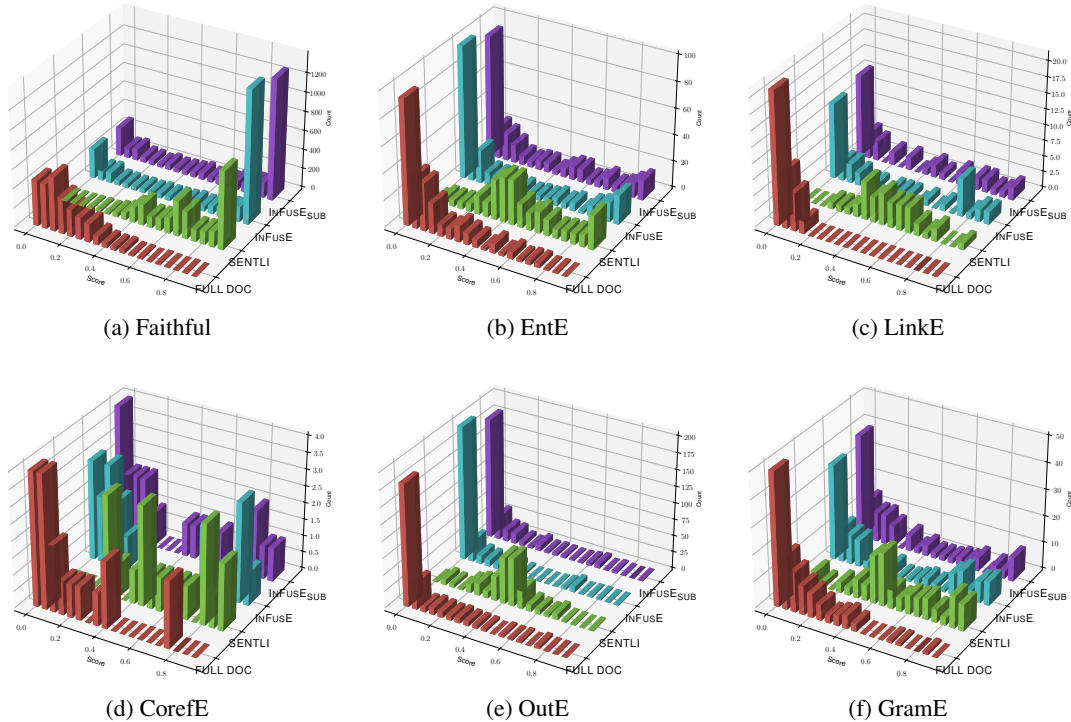 1200
1000
800
600
400
200
0
Count
0.0
0.2
0.4
0.6
0.8
Score
INFUSESUB
INFUSE
SENTLI
FULL DOC
(a) Faithful
100
80
60
40
20
0
Count
0.0
0.2
0.4
0.6
0.8
Score
INFUSESUB
INFUSE
SENTLI
FULL DOC
(b) EntE
20.0
17.5
15.0
12.5
10.0
7.5
5.0
2.5
0.0
Count
0.0
0.2
0.4
0.6
0.8
Score
INFUSESUB
INFUSE
SENTLI
FULL DOC
(c) LinkE
4.0
3.5
3.0
2.5
2.0
1.5
1.0
0.5
0.0
Count
0.0
0.2
0.4
0.6
0.8
Score
INFUSESUB
INFUSE
SENTLI
FULL DOC
(d) CorefE
200
175
150
125
100
75
50
25
0
Count
0.0
0.2
0.4
0.6
0.8
Score
INFUSESUB
INFUSE
SENTLI
FULL DOC
(e) OutE
50
40
30
20
10
0
Count
0.0
0.2
0.4
0.6
0.8
Score
INFUSESUB
INFUSE
SENTLI
FULL DOC
(f) GramE